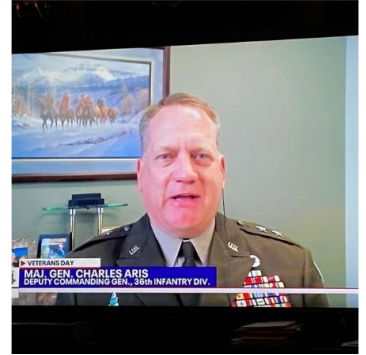 VETERANS DAY
MAJ. GEN. CHARLES ARIS
DEPUTY COMMANDING GEN., 36th INFANTRY DIV.